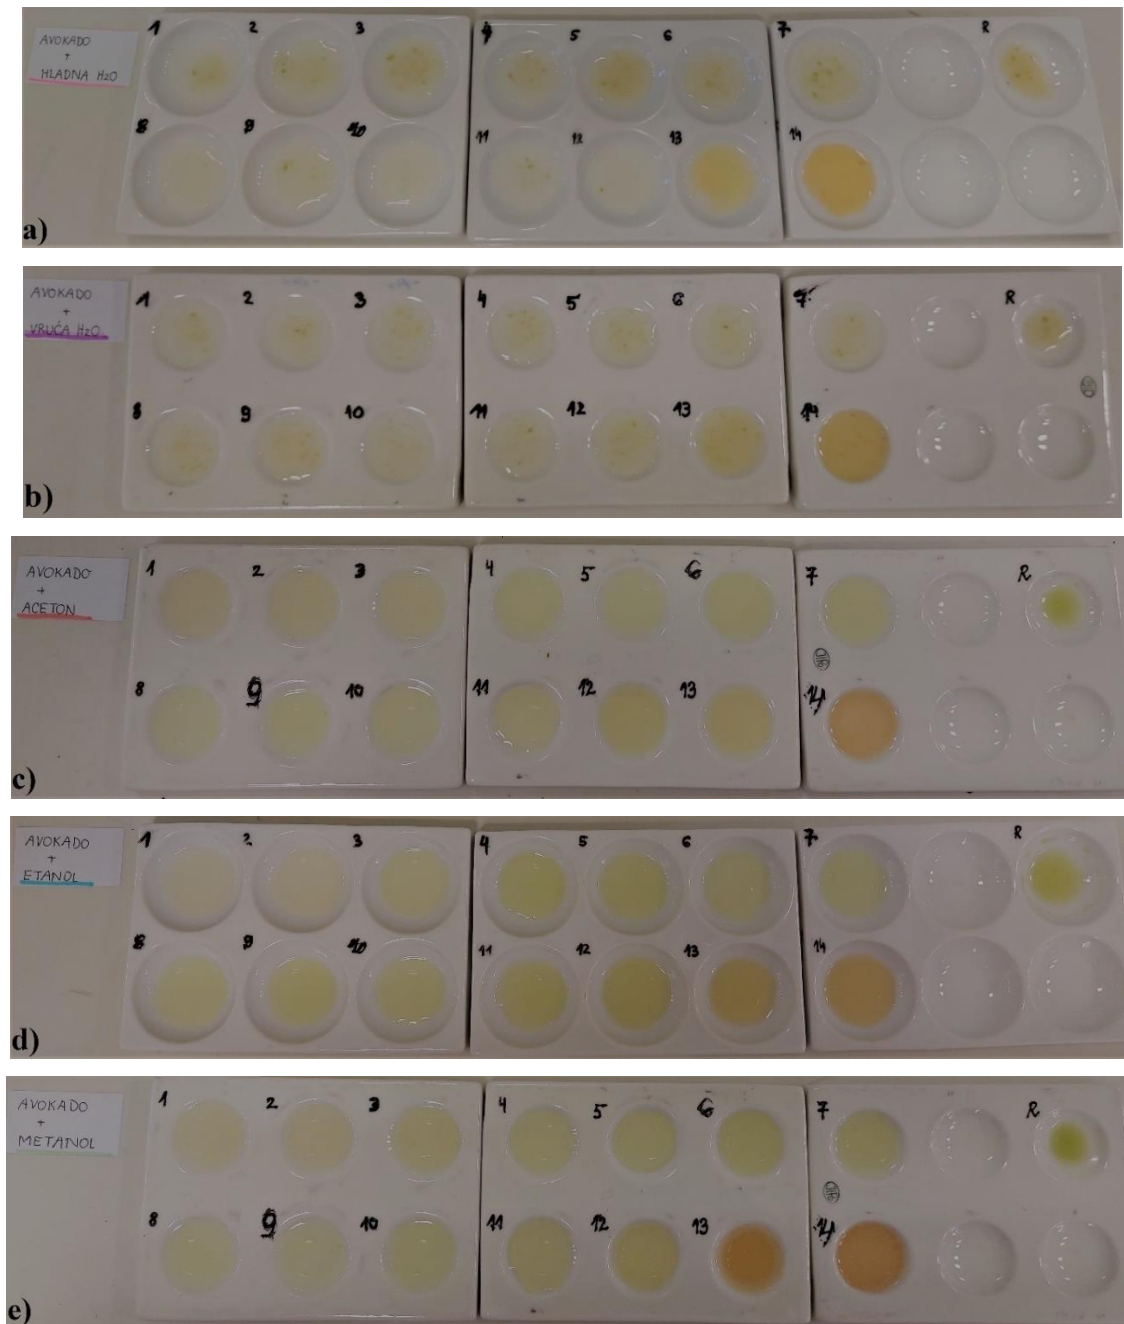 AVOKADO
+
HLADNA H2O
1 2 3 4 5 6 7 R
8 9 10 11 12 13 14
a)
AVOKADO
+
VRUĆA H2O
1 2 3 4 5 6 7 R
8 9 10 11 12 13 14
b)
AVOKADO
+
ACETON
1 2 3 4 5 6 7 R
8 9 10 11 12 13 14
c)
AVOKADO
+
ETANOL
1 2 3 4 5 6 7 R
8 9 10 11 12 13 14
d)
AVOKADO
+
METANOL
1 2 3 4 5 6 7 R
8 9 10 11 12 13 14
e)